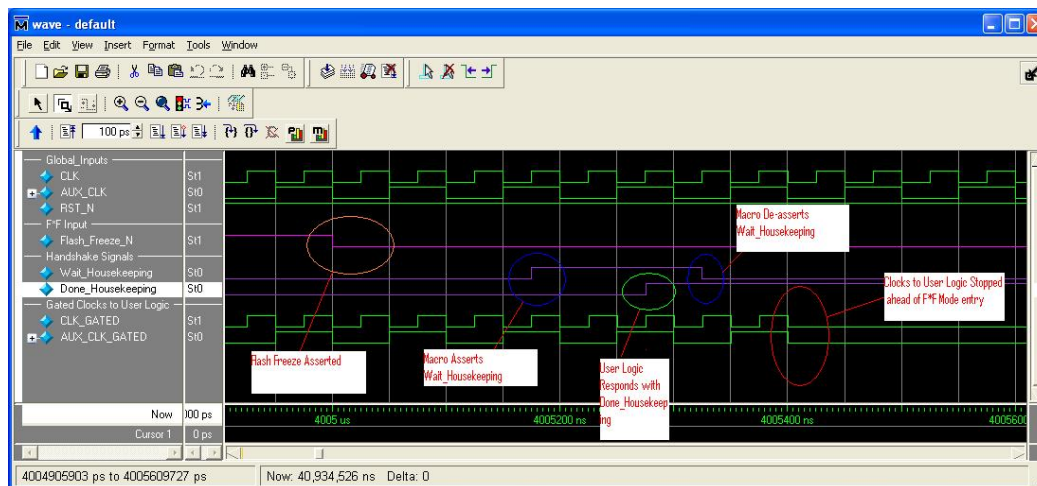 wave - default
File Edit View Insert Format Tools Window
100 ps
Global_Inputs
CLK St1
AUX_CLK St0
RST_N St1
F*F Input
Flash_Freeze_N St1
Handshake Signals
Wait_Housekeeping St0
Done_Housekeeping St0
Gated Clocks to User Logic
CLK_GATED St1
AUX_CLK_GATED St0
Macro De-asserts
Wait_Housekeeping
Clocks to User Logic Stopped
ahead of F*F Mode entry
Flash Freeze Asserted
Macro Asserts
Wait_Housekeeping
User Logic
Responds with
Done_Housekeep
ing
Now 000 ps
Cursor 1 0 ps
4005 us 4005200 ns 4005400 ns 4005600
4004905903 ps to 4005609727 ps Now: 40,934,526 ns Delta: 0